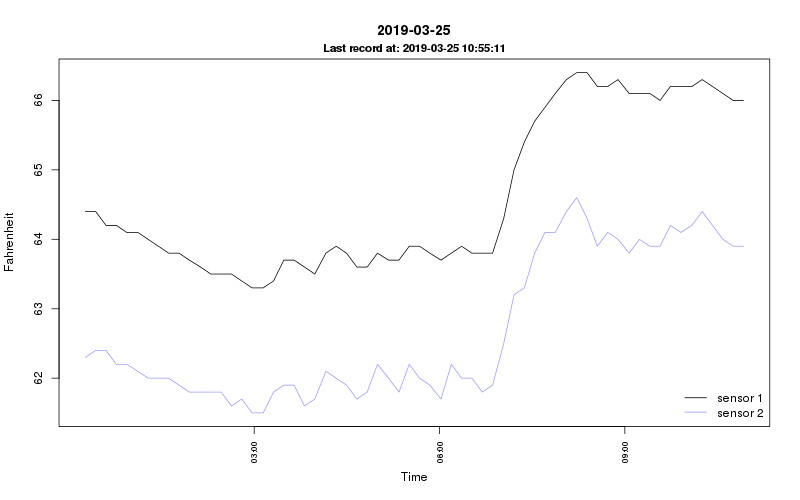 2019-03-25
Last record at: 2019-03-25 10:55:11
Fahrenheit
66
65
64
63
62
sensor 1
sensor 2
03:00
06:00
09:00
Time